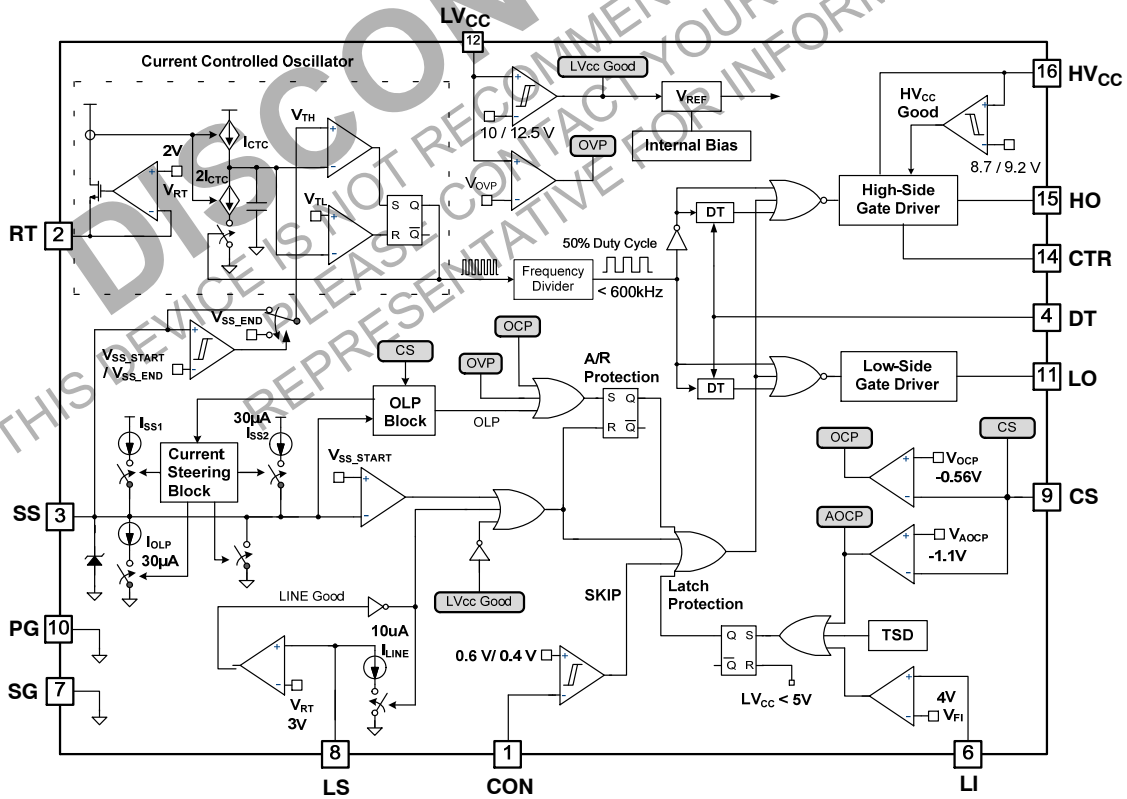 LVCC
12
Current Controlled Oscillator
LVcc Good
16
HVCC
VTH
ICTC
10 / 12.5 V
VREF
Internal Bias
HVCC
Good
8.7 / 9.2 V
2V
VRT
2ICTC
VTL
OVP
VOVP
S Q
R Q
RT
2
High-Side
Gate Driver
15
HO
DT
50% Duty Cycle
Frequency
Divider
< 600kHz
14
CTR
4
DT
VSS_END
VSS_START
/ VSS_END
OCP
CS
OVP
A/R
Protection
DT
Low-Side
Gate Driver
11
LO
OLP
Block
OLP
S Q
R Q
ISS1
30µA
ISS2
Current
Steering
Block
VSS_START
OCP
VOCP
-0.56V
CS
9
CS
SS
3
IOLP
30µA
AOCP
VAOCP
-1.1V
LINE Good
LVcc Good
SKIP
Latch
Protection
PG
10
10uA
ILINE
0.6 V/ 0.4 V
Q S
Q R
TSD
LVCC < 5V
SG
7
VRT
3V
4V
VFI
8
LS
1
CON
6
LI
DISCON
THIS DEVICE IS NOT RECOMMEN
PLEASE CONTACT YOUR
REPRESENTATIVE FOR INFORM